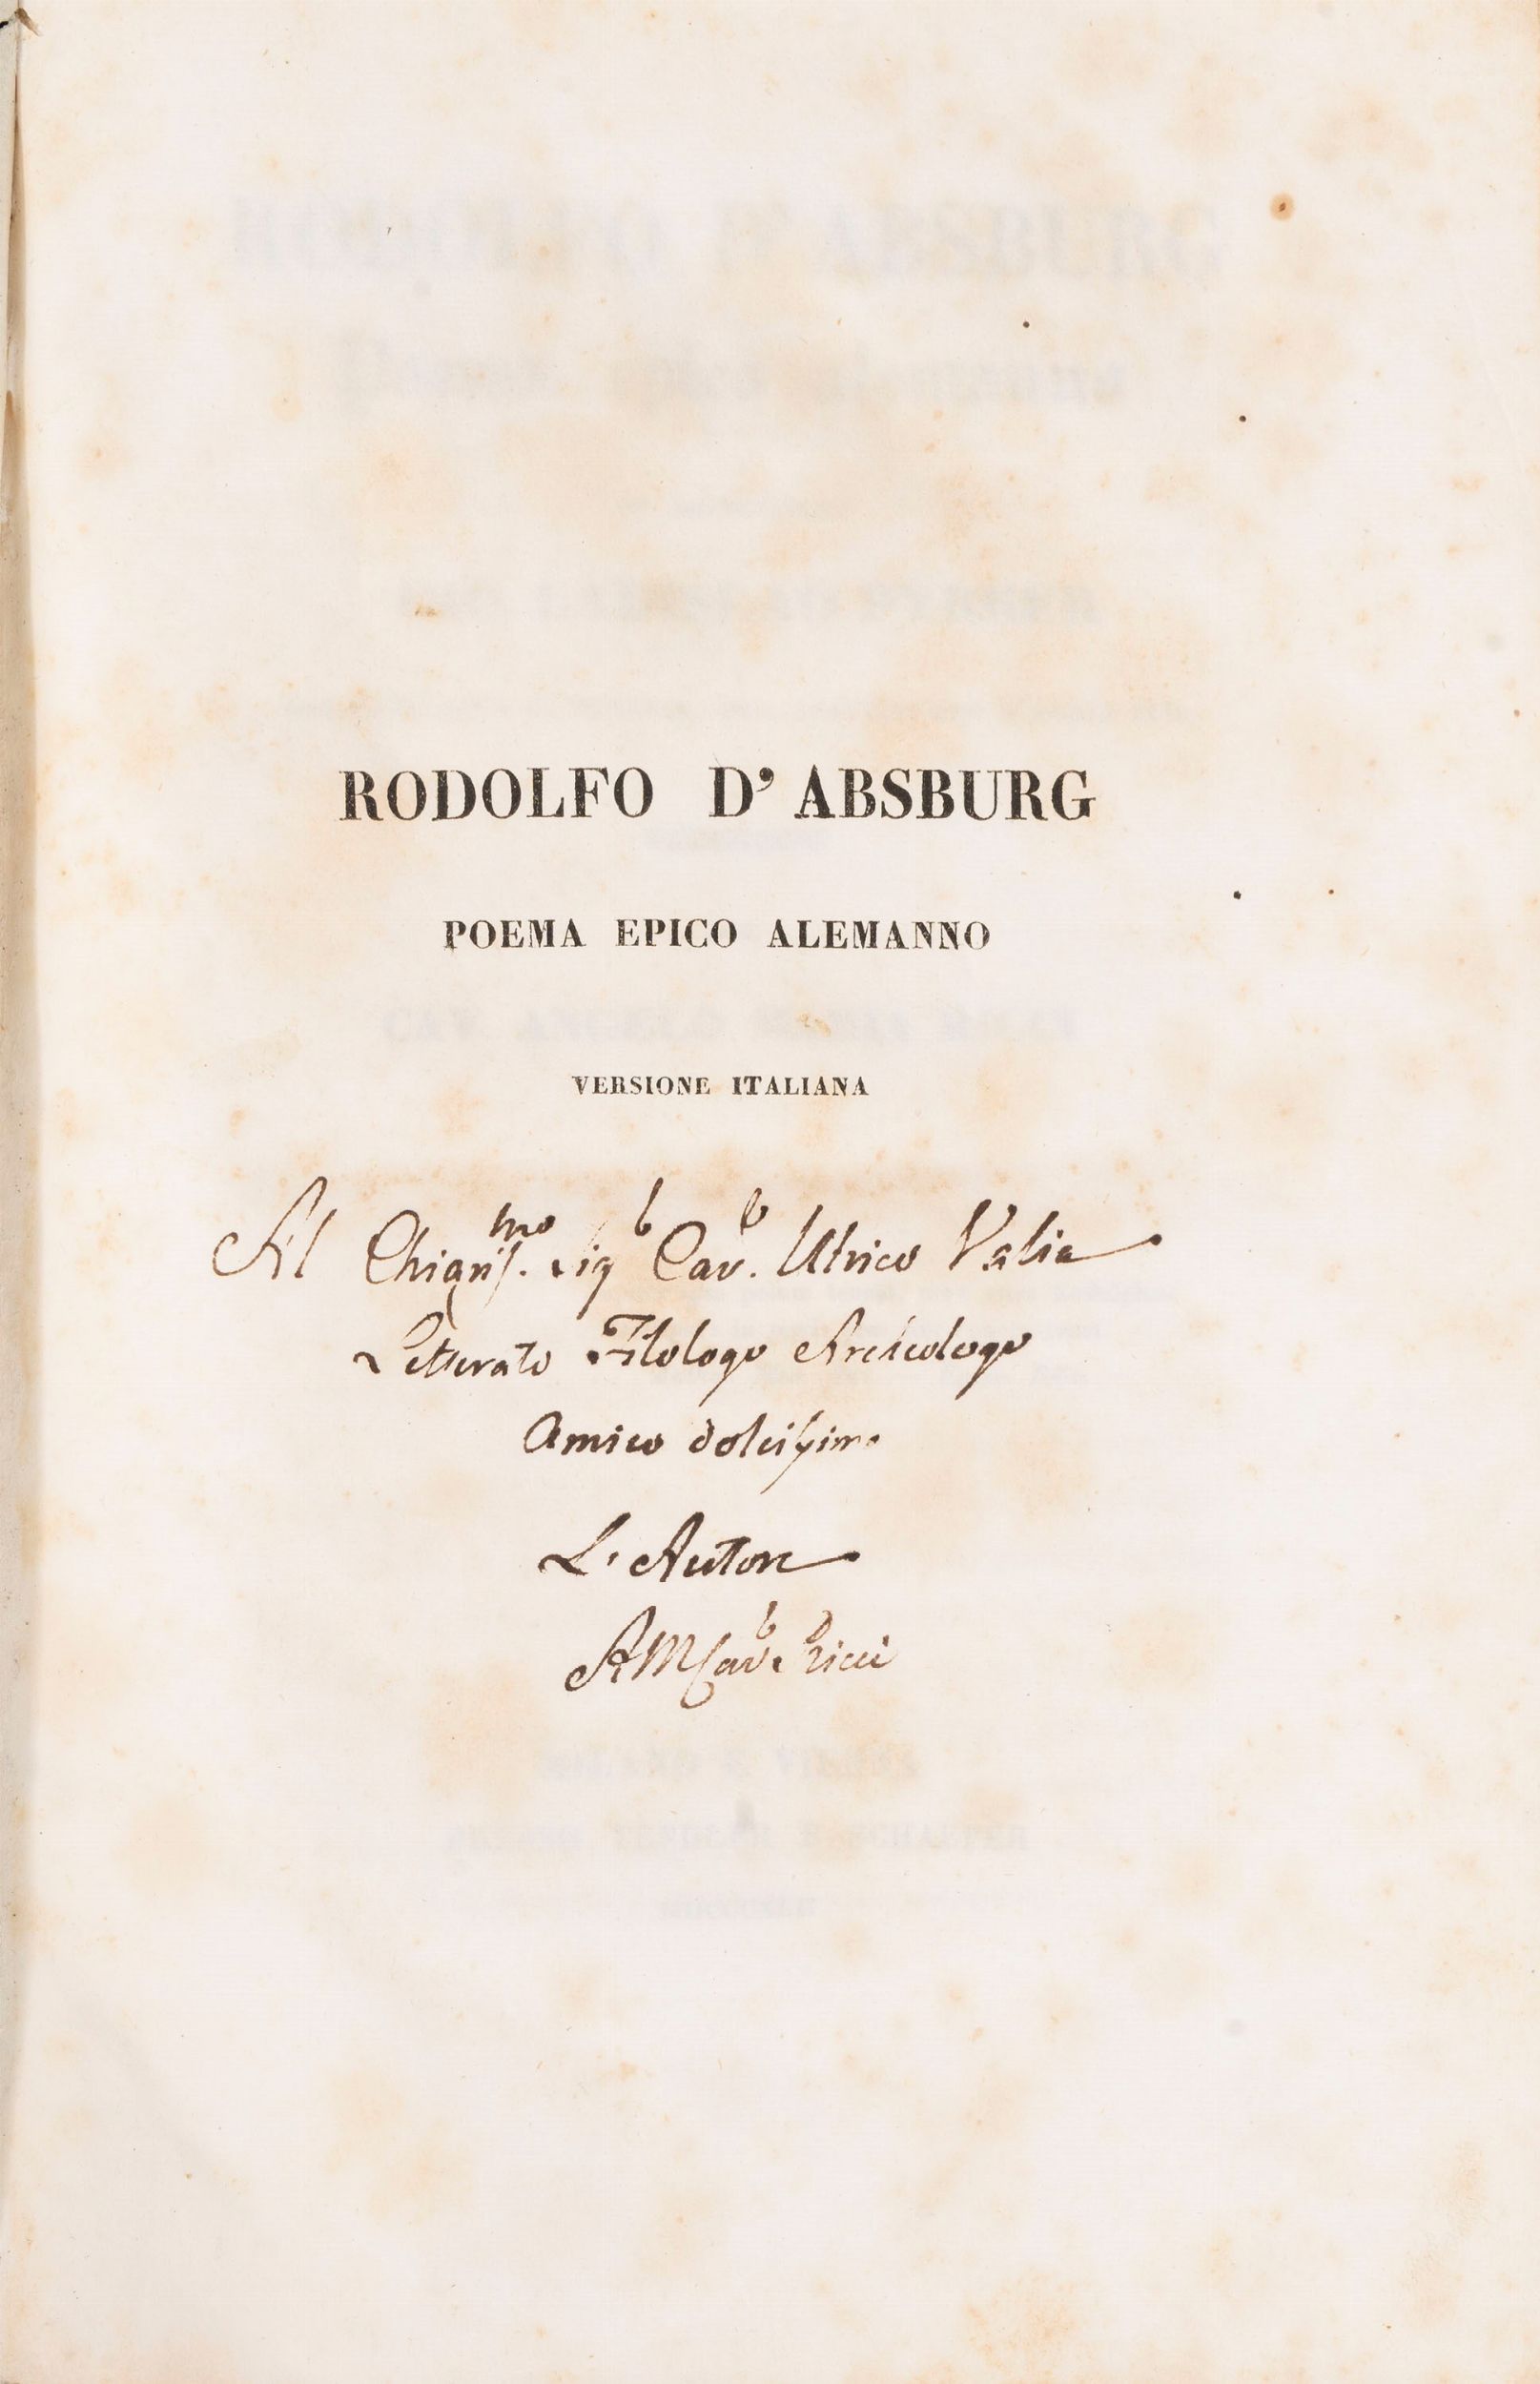 RODOLFO D' ABSBURG
POEMA EPICO ALEMANNO
VERSIONE ITALIANA
Al Chiariss.mo Sig.r Cav.r Ulrico Valia
Letterato Filologo Archeologo
Amico dolcissimo
L'Autore
A M Cav.r Ricci